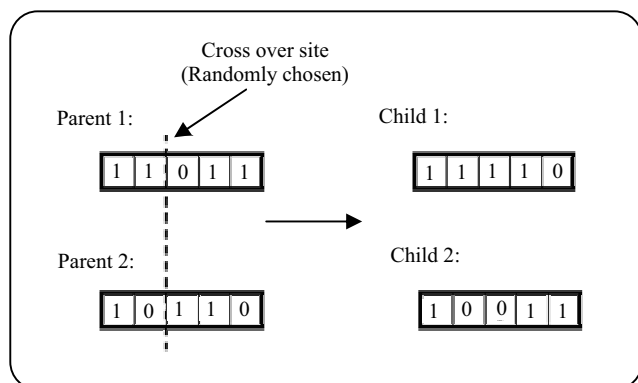 Cross over site
(Randomly chosen)
Parent 1:
Child 1:
1 1 0 1 1
1 1 1 1 0
Parent 2:
Child 2:
1 0 1 1 0
1 0 0 1 1